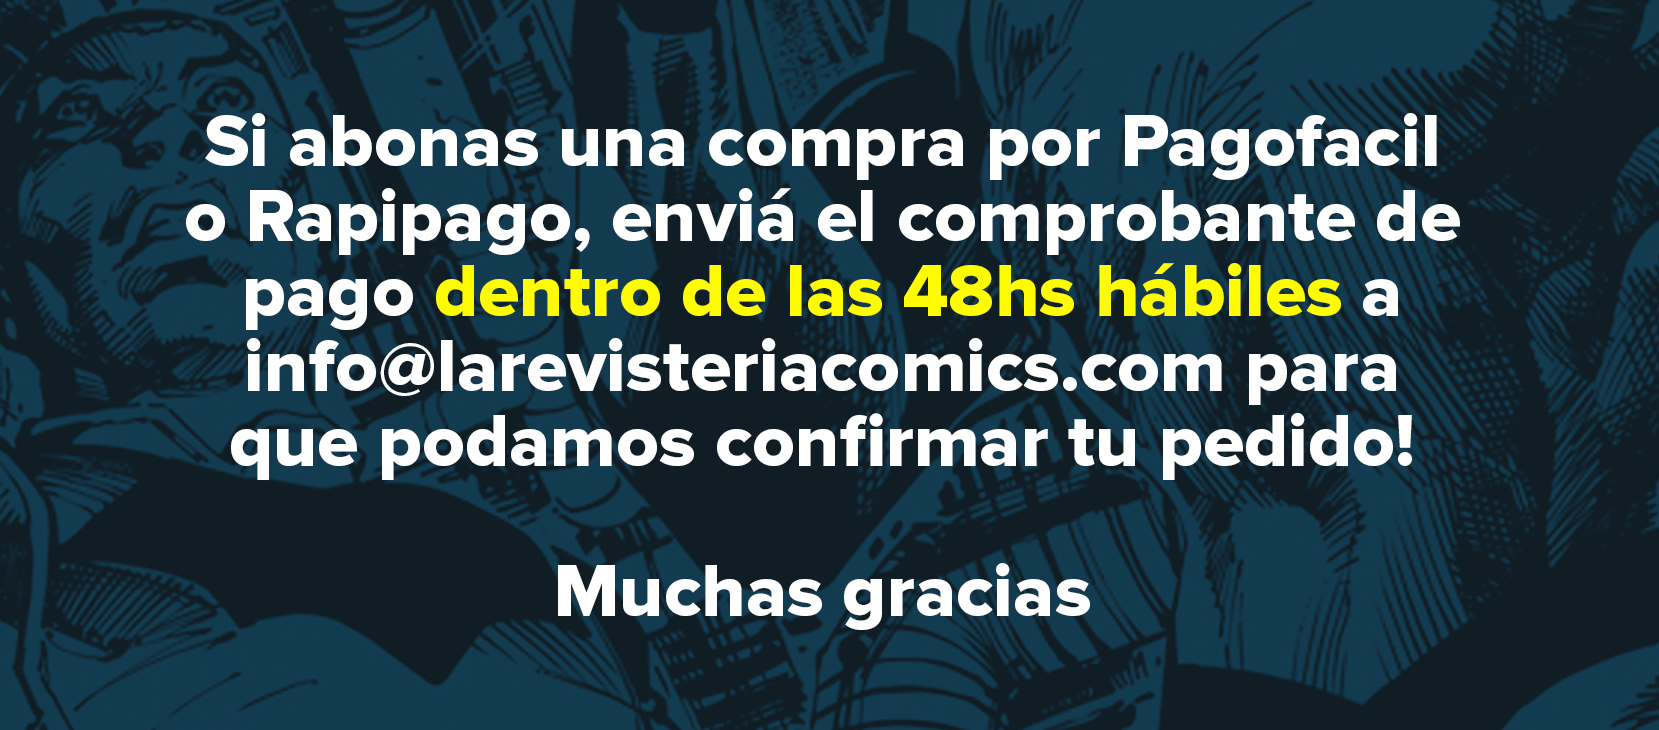 Si abonas una compra por Pagofacil
o Rapipago, enviá el comprobante de
pago dentro de las 48hs hábiles a
info@larevisteriacomics.com para
que podamos confirmar tu pedido!
Muchas gracias